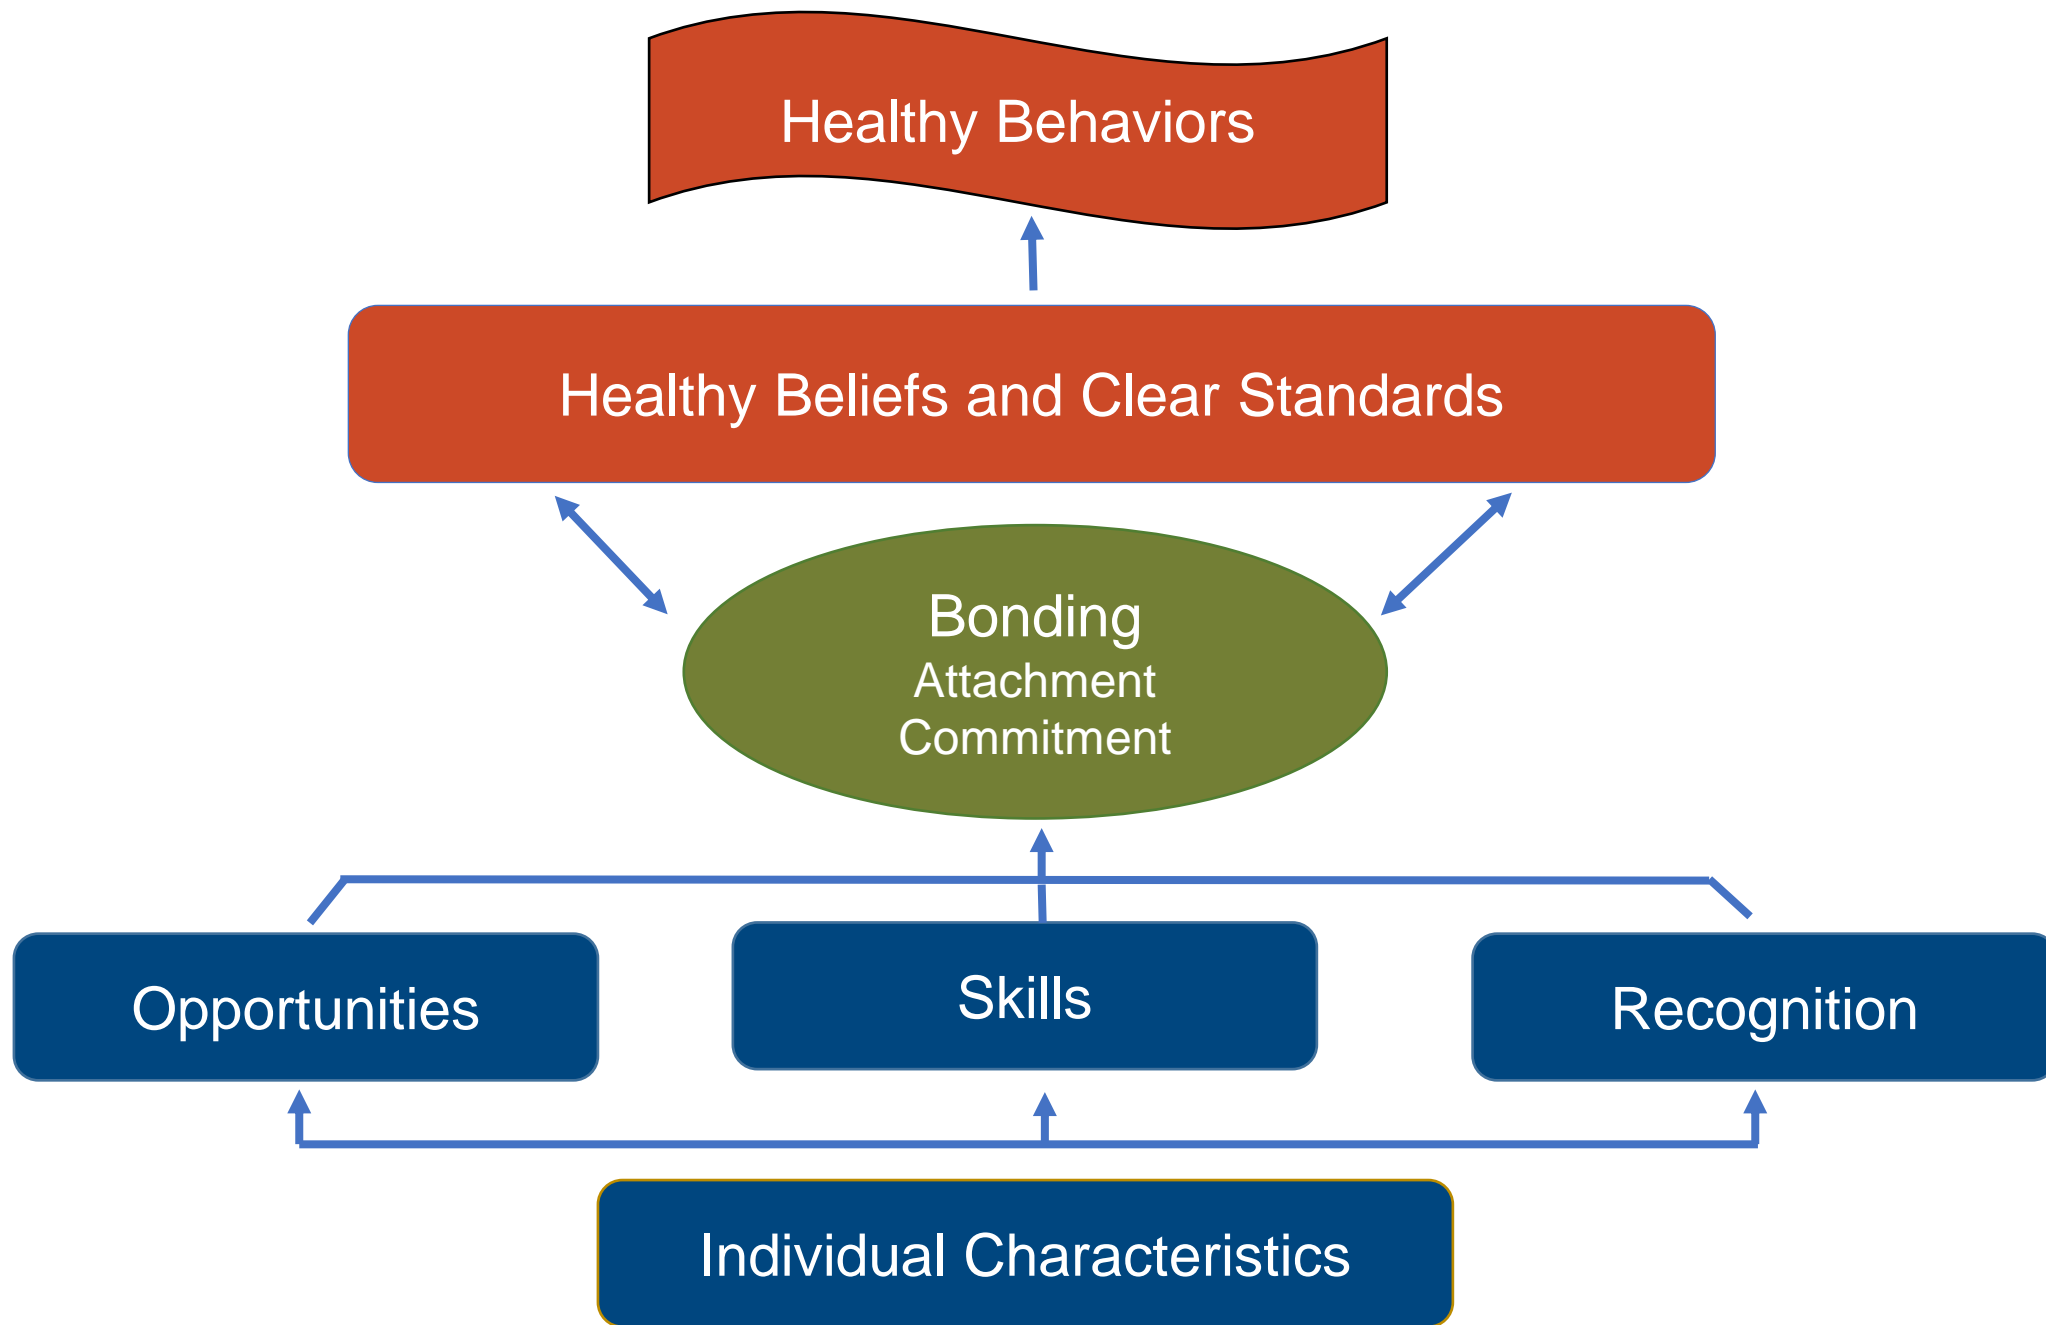 Healthy Behaviors
Healthy Beliefs and Clear Standards
Bonding
Attachment
Commitment
Opportunities
Skills
Recognition
Individual Characteristics